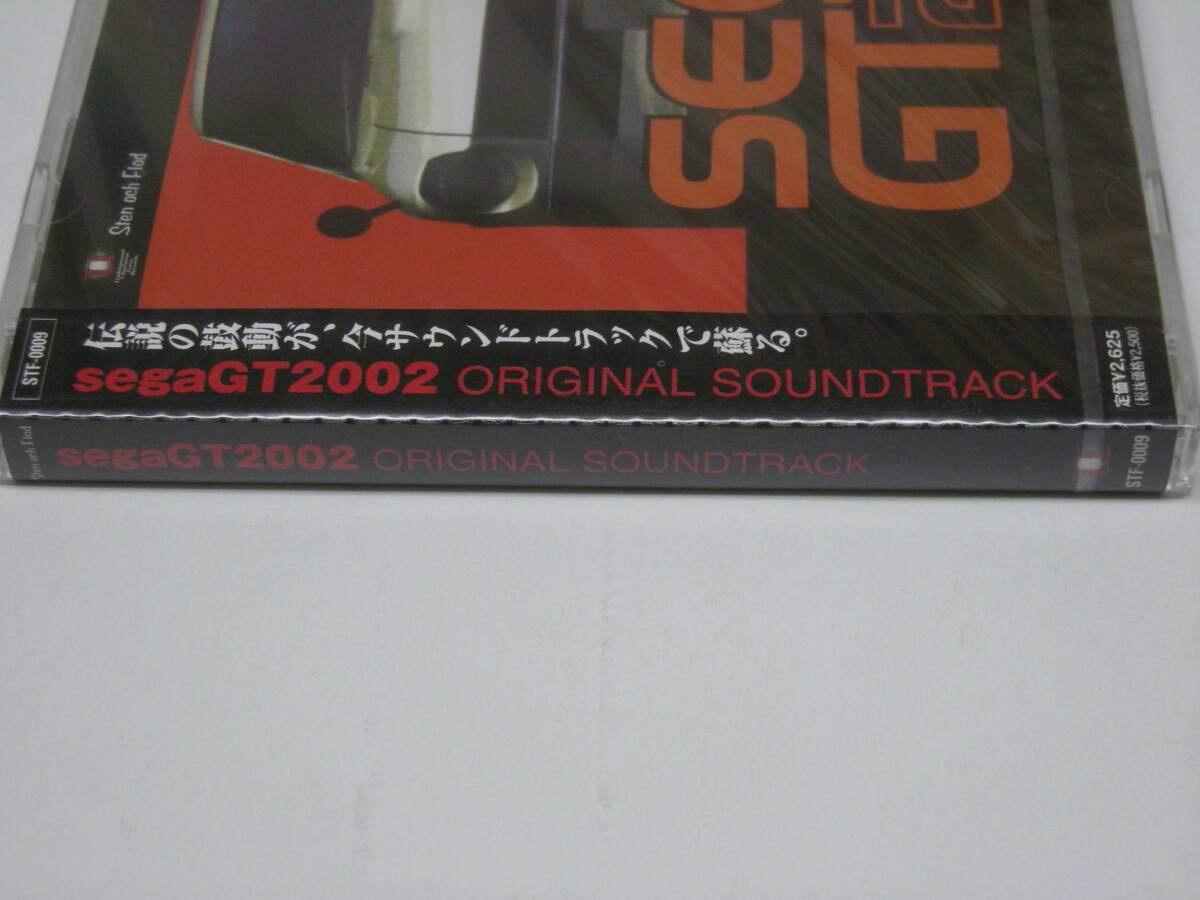 sega
GT
Sten och Flod
STF-0009
伝説の鼓動が、今サウンドトラックで蘇る。
segaGT2002 ORIGINAL SOUNDTRACK
定価¥2,625
(税抜価格¥2,500)
Sten och Flod
segaGT2002 ORIGINAL SOUNDTRACK
STF-0009